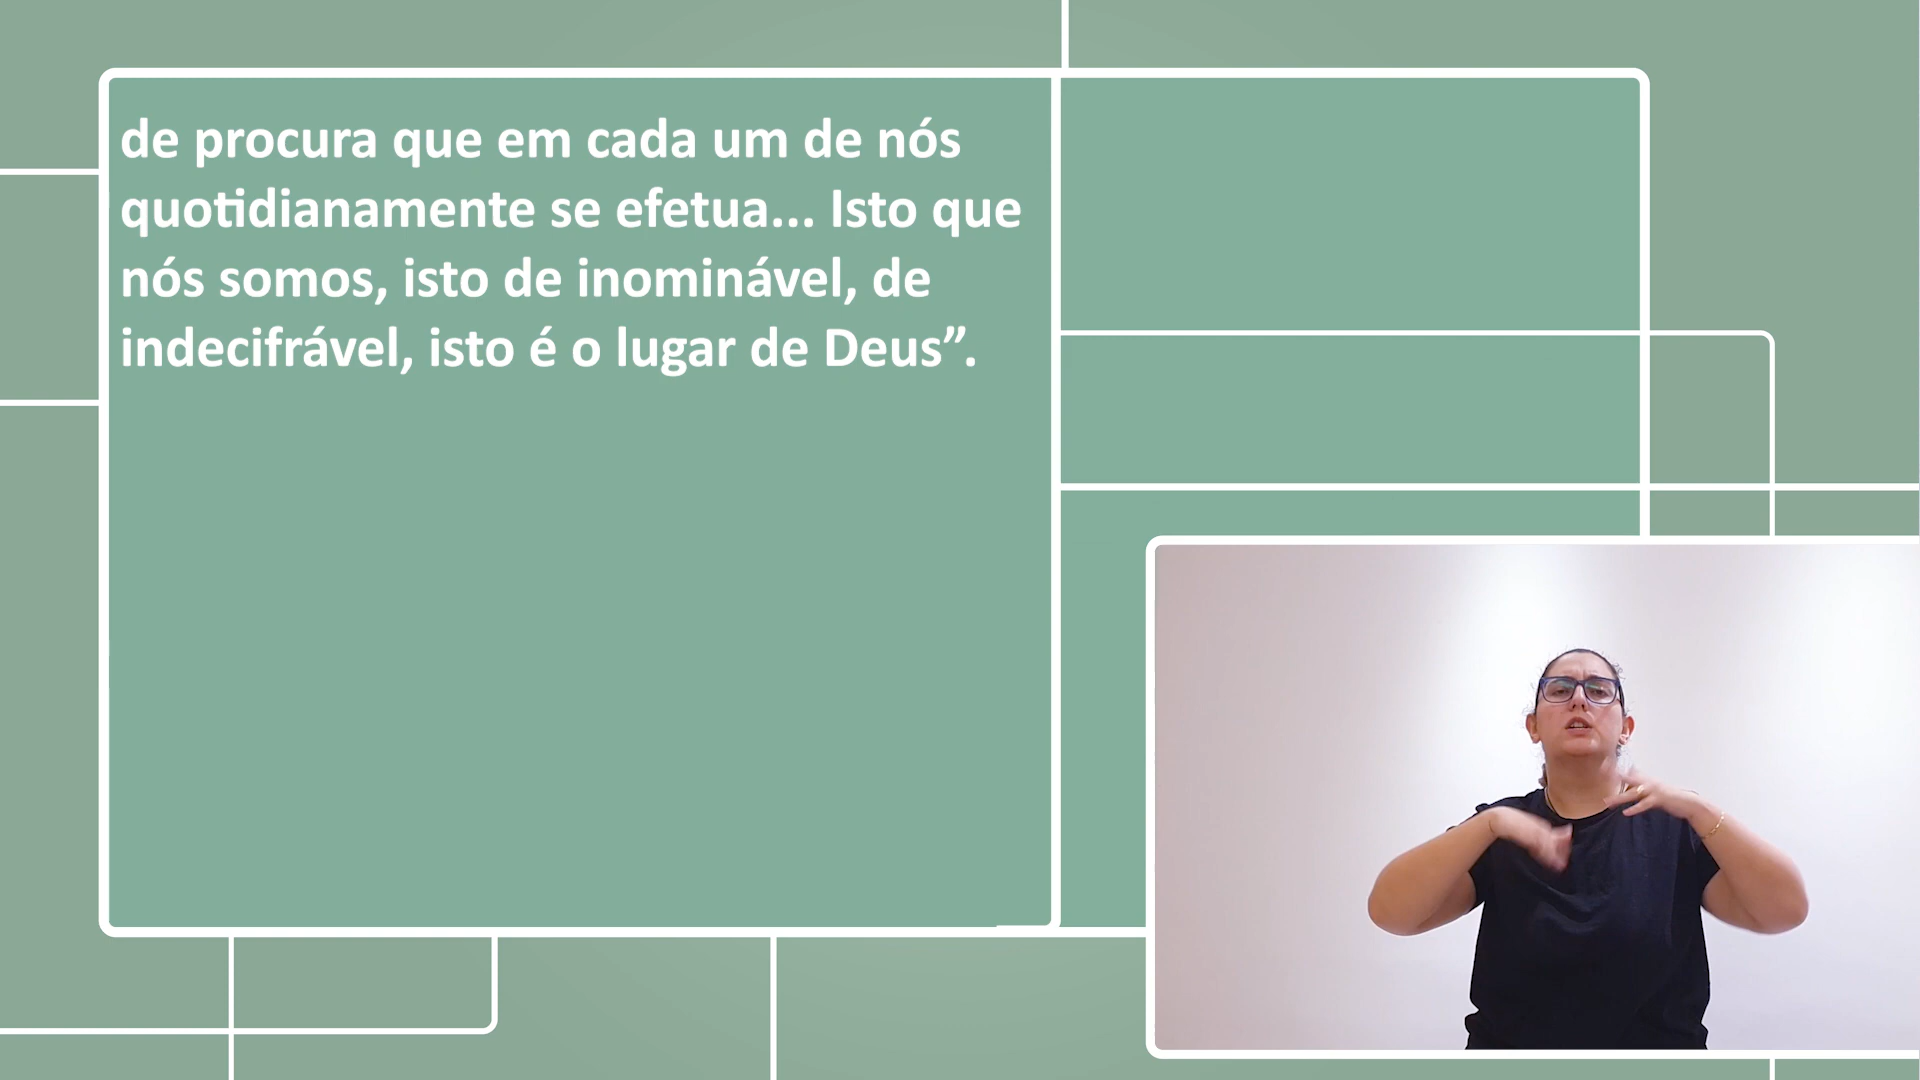 de procura que em cada um de nós
quotidianamente se efetua... Isto que
nós somos, isto de inominável, de
indecifrável, isto é o lugar de Deus”.